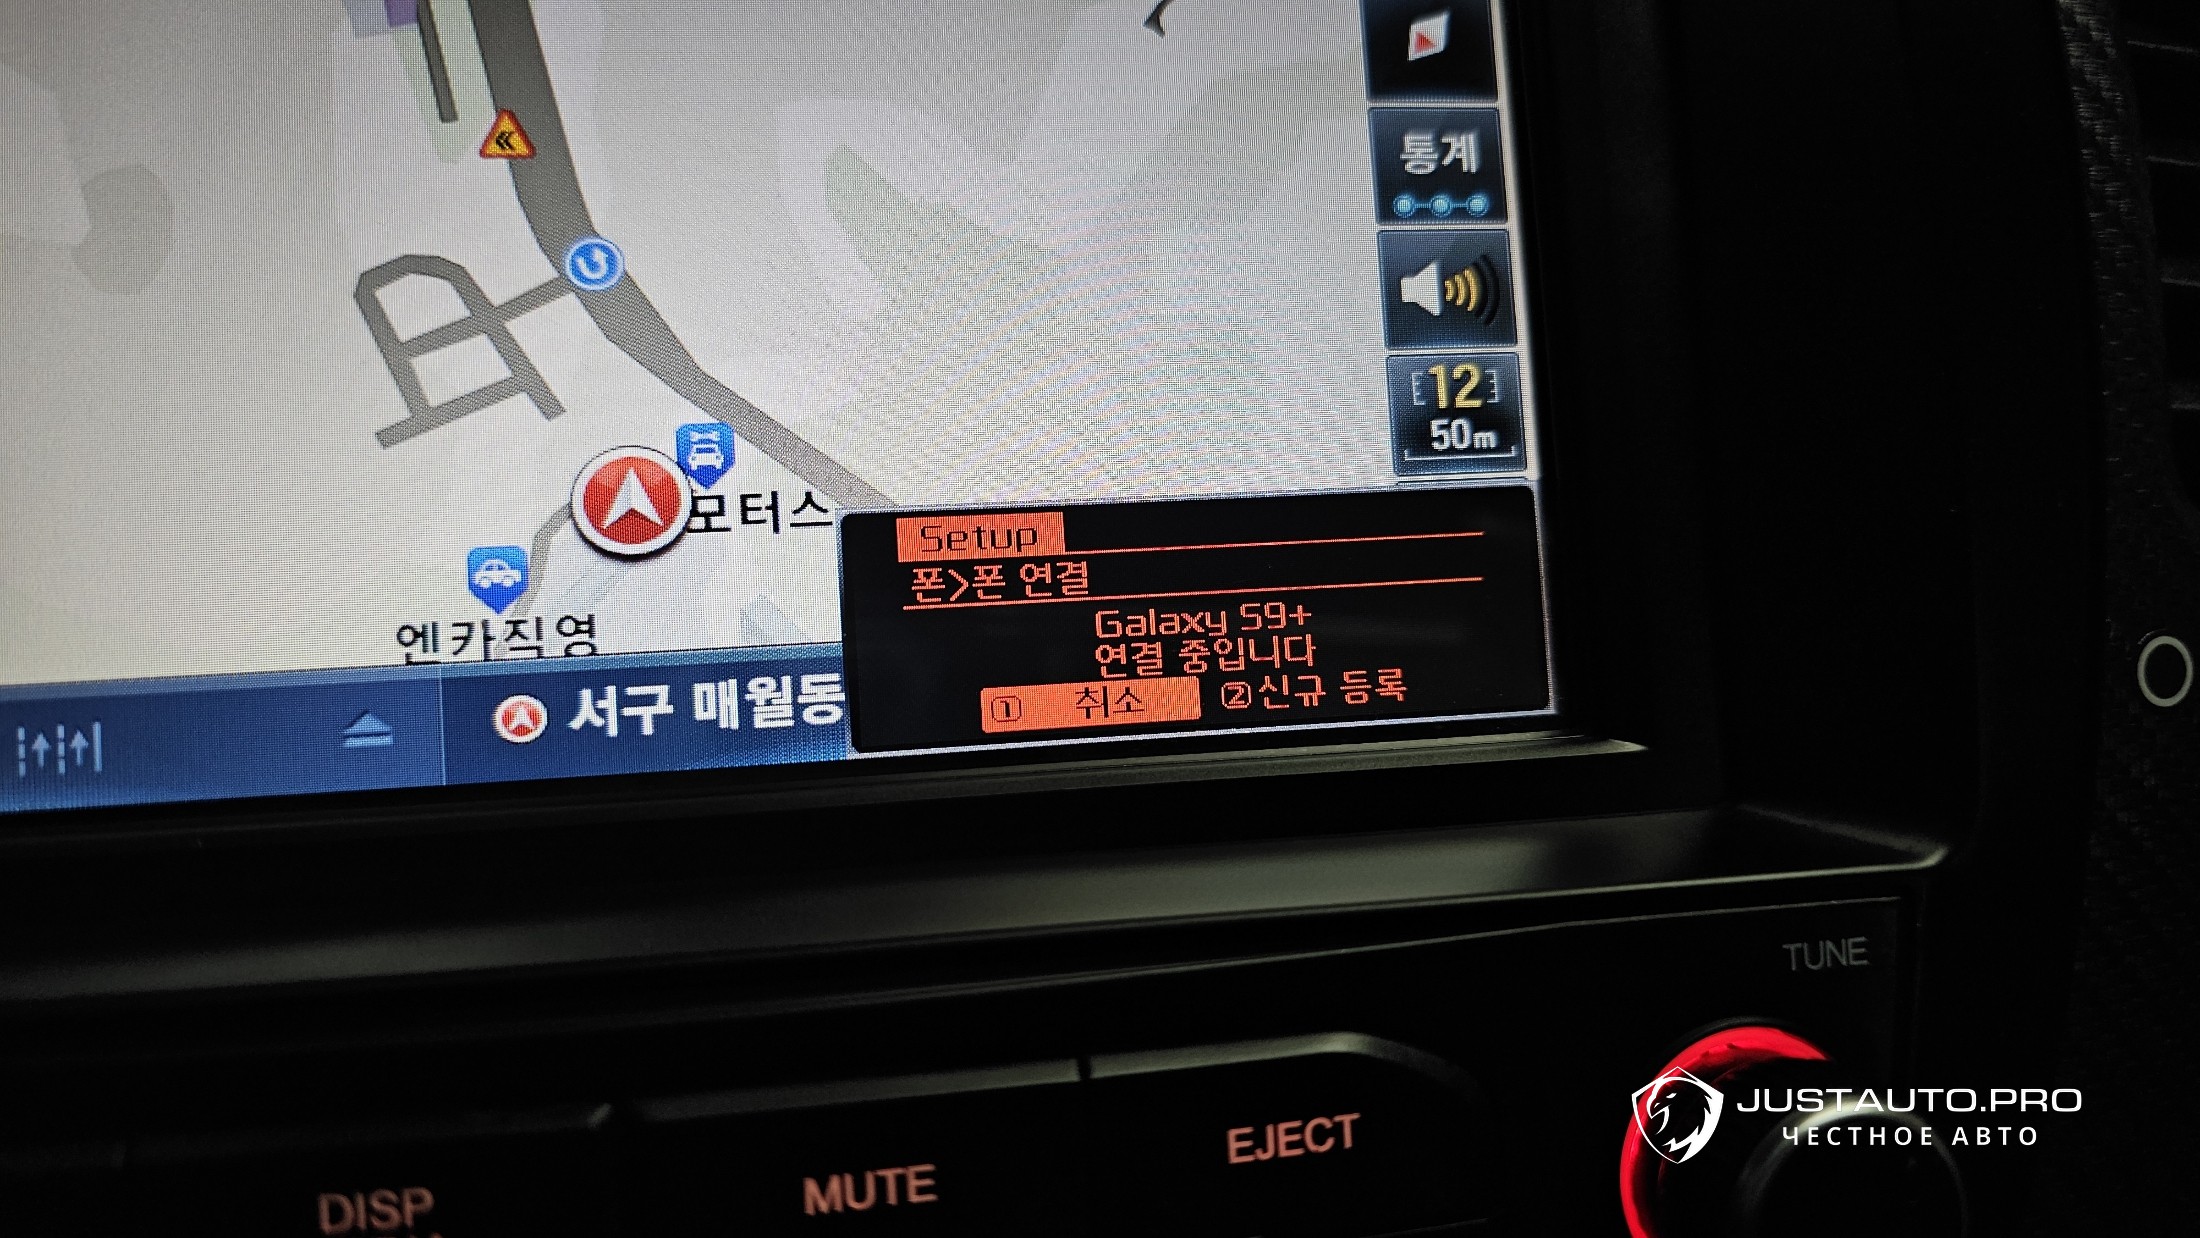 통계
12
50m
모터스
엔카직영
서구 매월동
Setup
폰>폰 연결
Galaxy S9+
연결 중입니다
① 취소 ②신규 등록
TUNE
EJECT
MUTE
DISP
JUSTAUTO.PRO
ЧЕСТНОЕ АВТО